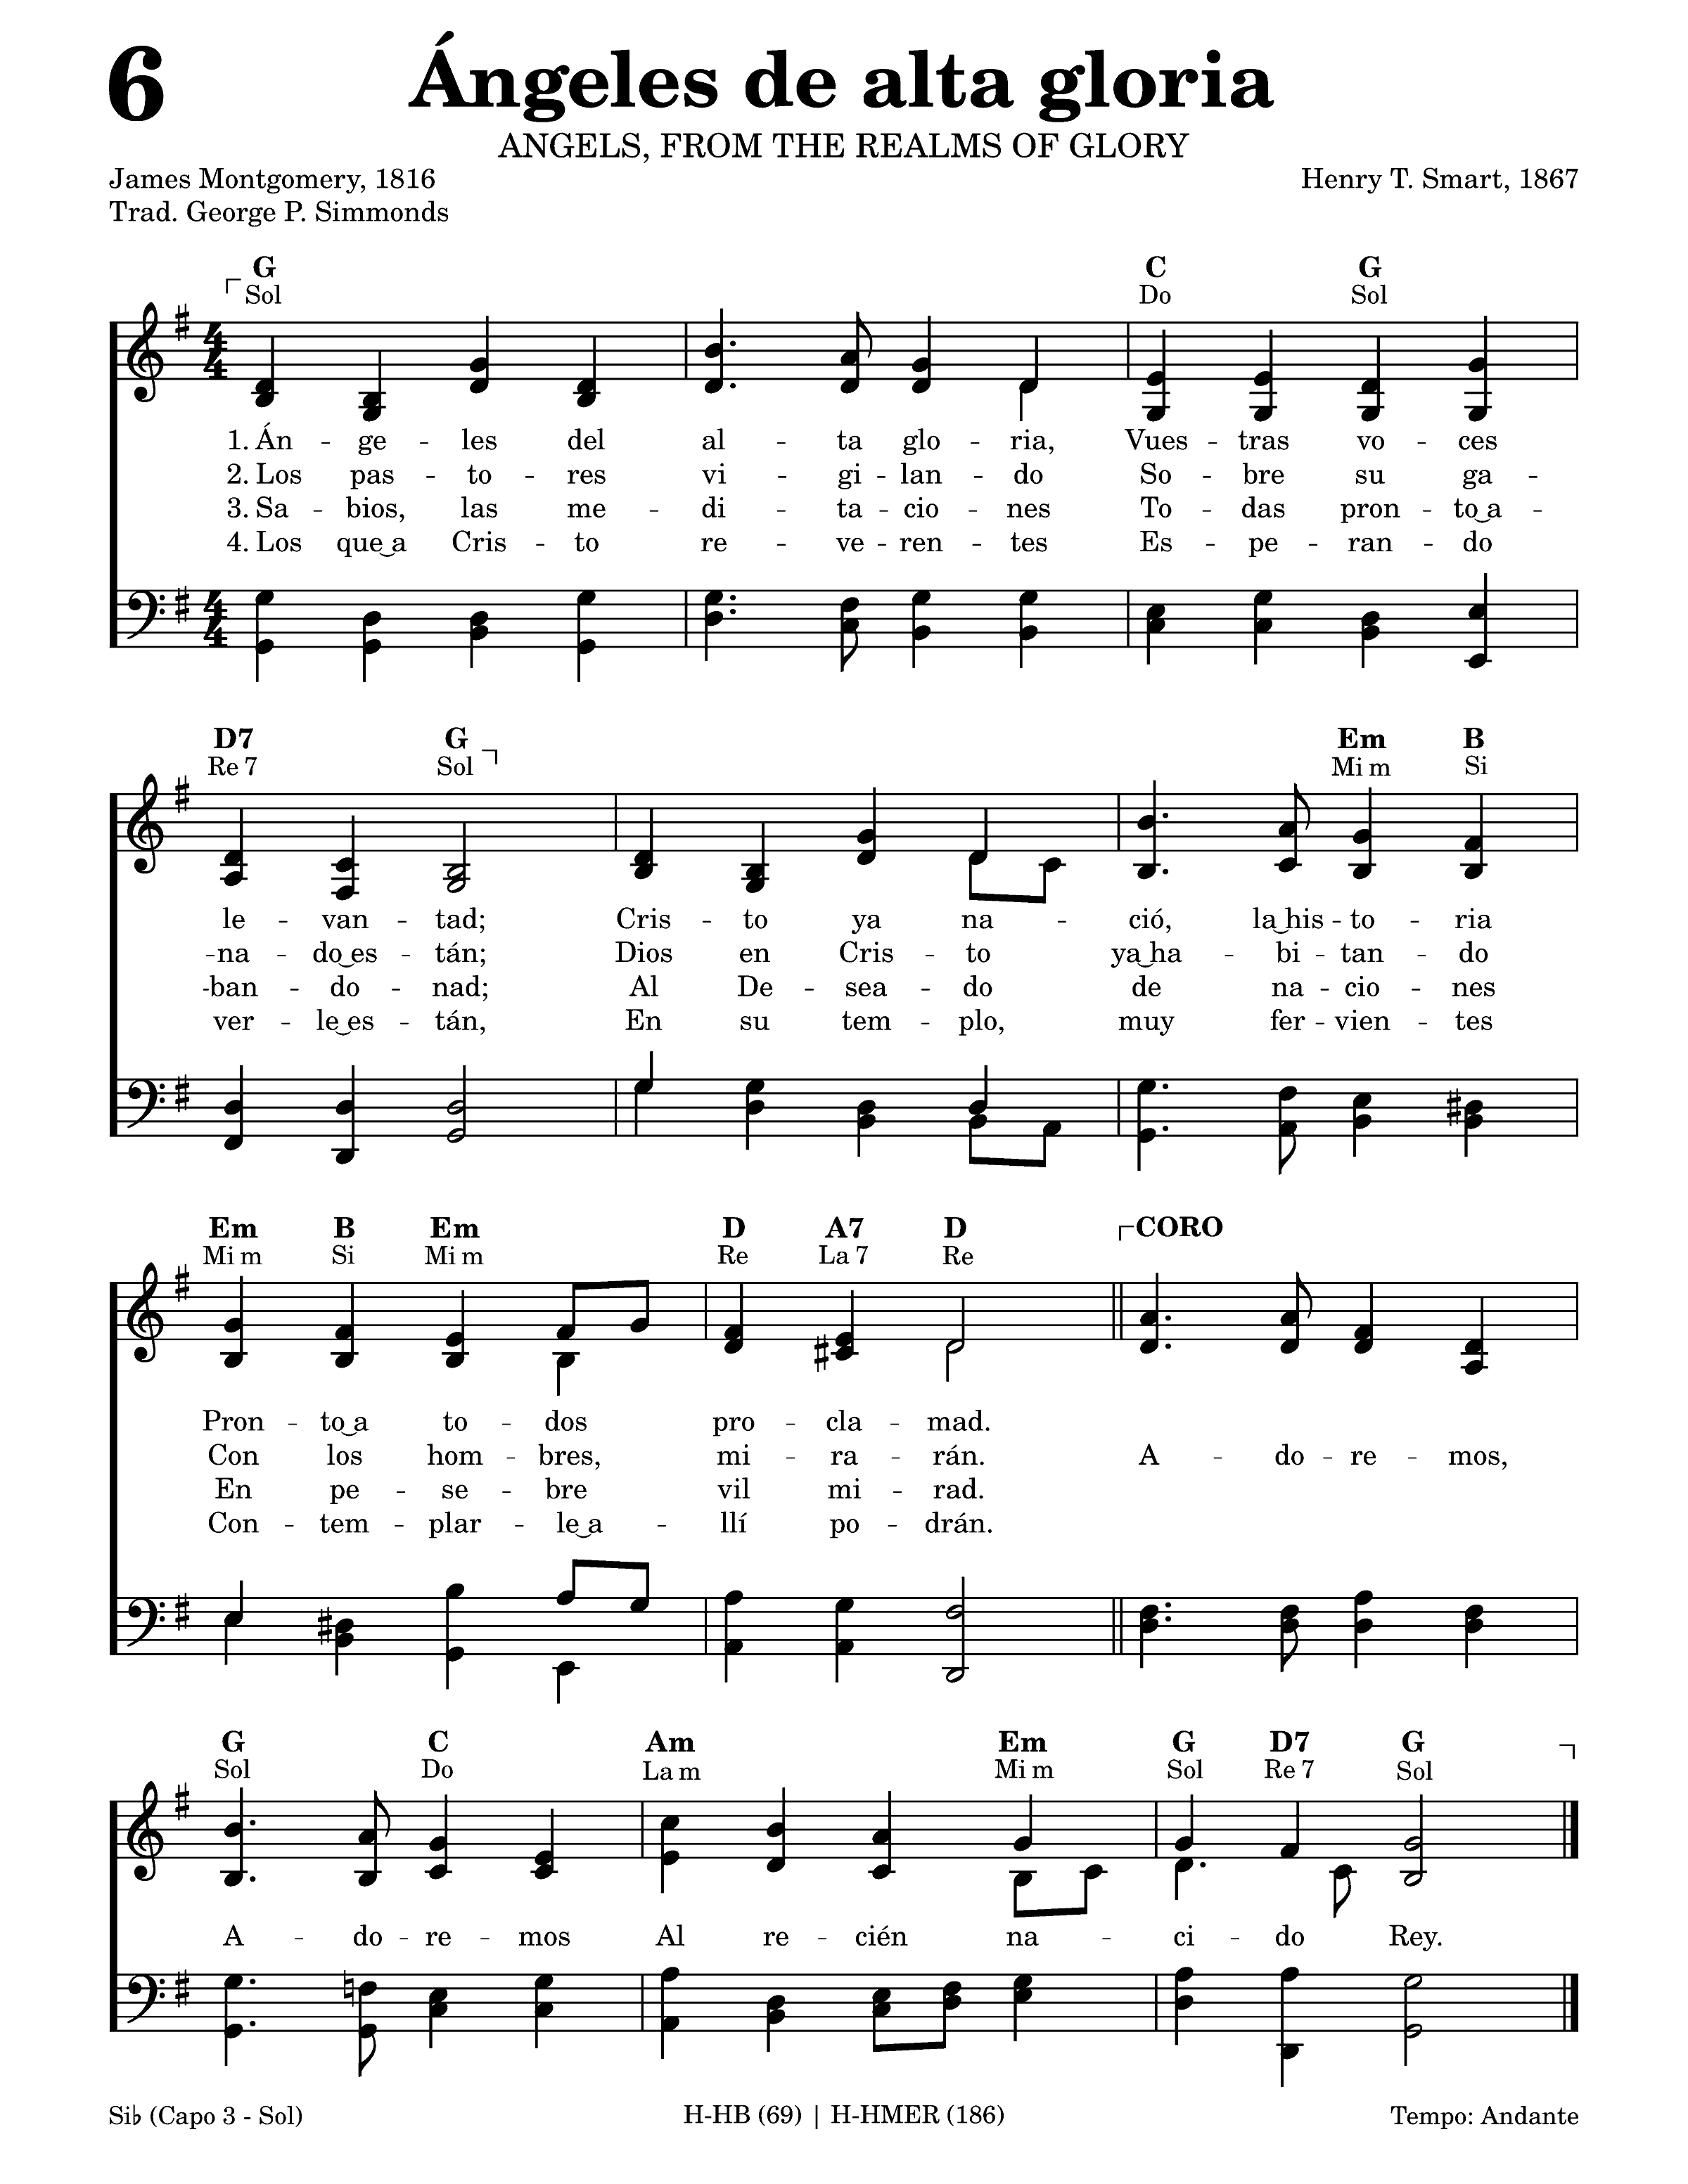 6
Ángeles de alta gloria
ANGELS, FROM THE REALMS OF GLORY
James Montgomery, 1816
Henry T. Smart, 1867
Trad. George P. Simmonds
G C G
Sol Do Sol
4
4
1. Án - ge - les del al - ta glo - ria, Vues - tras vo - ces
2. Los pas - to - res vi - gi - lan - do So - bre su ga -
3. Sa - bios, las me - di - ta - cio - nes To - das pron - to‿a -
4. Los que‿a Cris - to re - ve - ren - tes Es - pe - ran - do
4
4
D7 G Em B
Re 7 Sol Mi m Si
le - van - tad; Cris - to ya na - ció, la‿his - to - ria
-na - do‿es - tán; Dios en Cris - to ya‿ha - bi - tan - do
-ban - do - nad; Al De - sea - do de na - cio - nes
ver - le‿es - tán, En su tem - plo, muy fer - vien - tes
Em B Em D A7 D CORO
Mi m Si Mi m Re La 7 Re
Pron - to‿a to - dos pro - cla - mad.
Con los hom - bres, mi - ra - rán. A - do - re - mos,
En pe - se - bre vil mi - rad.
Con - tem - plar - le‿a - llí po - drán.
G C Am Em G D7 G
Sol Do La m Mi m Sol Re 7 Sol
A - do - re - mos Al re - cién na - ci - do Rey.
Si♭ (Capo 3 - Sol)
H-HB (69) | H-HMER (186)
Tempo: Andante